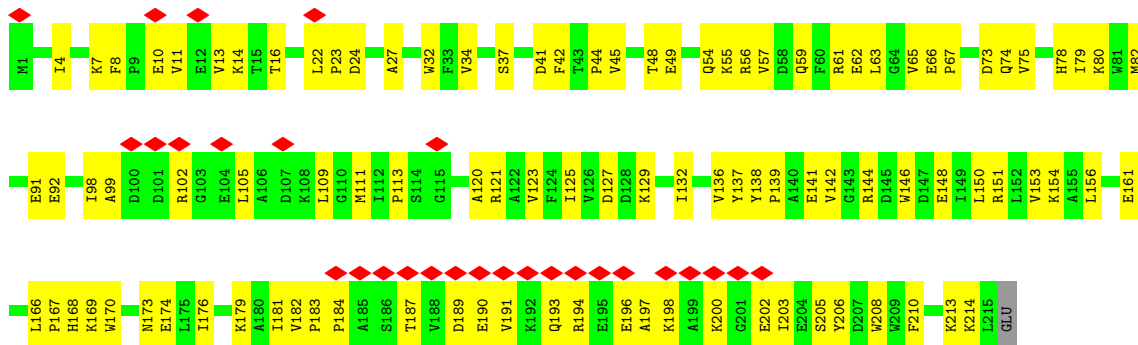 M1 I4 K7 F8 P9 E10 V11 E12 V13 K14 T15 T16 L22 P23 D24 A27 W32 F33 V34 S37 D41 F42 T43 P44 V45 T48 E49 Q54 K55 R56 V57 D58 Q59 F60 R61 E62 L63 G64 V65 E66 P67 D73 Q74 V75 H78 I79 K80 W81 M82
E91 E92 I98 A99 D100 D101 R102 G103 E104 L105 A106 D107 K108 L109 G110 M111 I112 P113 S114 G115 A120 R121 A122 V123 F124 I125 V126 D127 D128 K129 I132 V136 Y137 Y138 P139 A140 E141 V142 G143 R144 D145 W146 D147 E148 I149 L150 R151 L152 V153 K154 A155 L156 E161
L166 P167 H168 K169 W170 N173 E174 L175 I176 K179 A180 I181 V182 P183 P184 A185 S186 T187 V188 D189 E190 V191 K192 Q193 R194 E195 E196 A197 K198 A199 K200 G201 E202 I203 E204 S205 Y206 D207 W208 W209 F210 K213 K214 L215 GLU